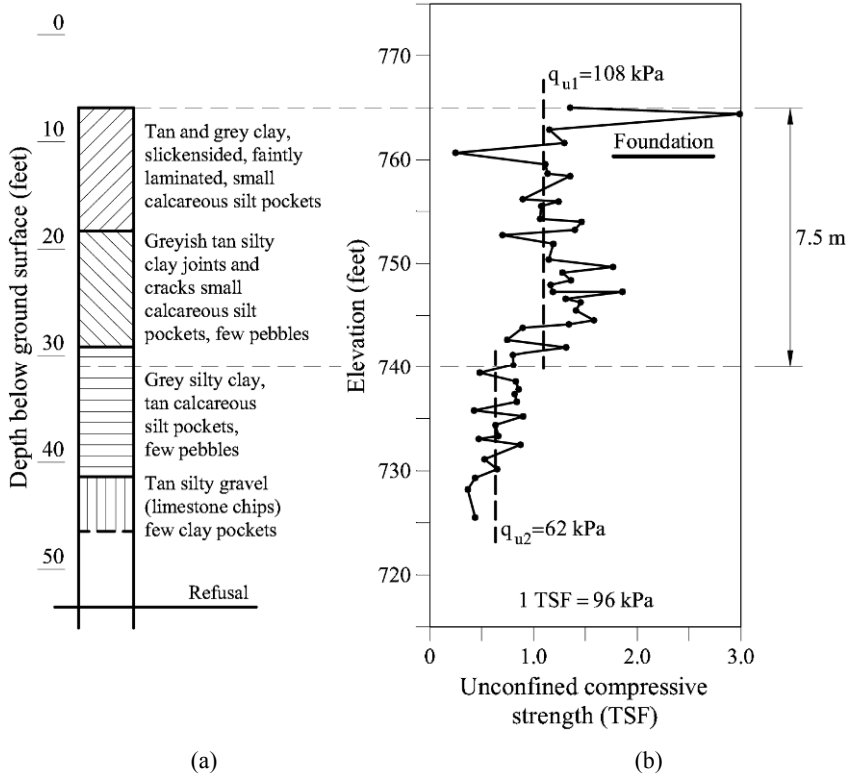 Depth below ground surface (feet)
0
10
20
30
40
50
Tan and grey clay,
slickensided, faintly
laminated, small
calcareous silt pockets
Greyish tan silty
clay joints and
cracks small
calcareous silt
pockets, few pebbles
Grey silty clay,
tan calcareous
silt pockets,
few pebbles
Tan silty gravel
(limestone chips)
few clay pockets
Refusal
(a)
Elevation (feet)
770
760
750
740
730
720
q_u1=108 kPa
Foundation
7.5 m
q_u2=62 kPa
1 TSF = 96 kPa
0
1.0
2.0
3.0
Unconfined compressive
strength (TSF)
(b)